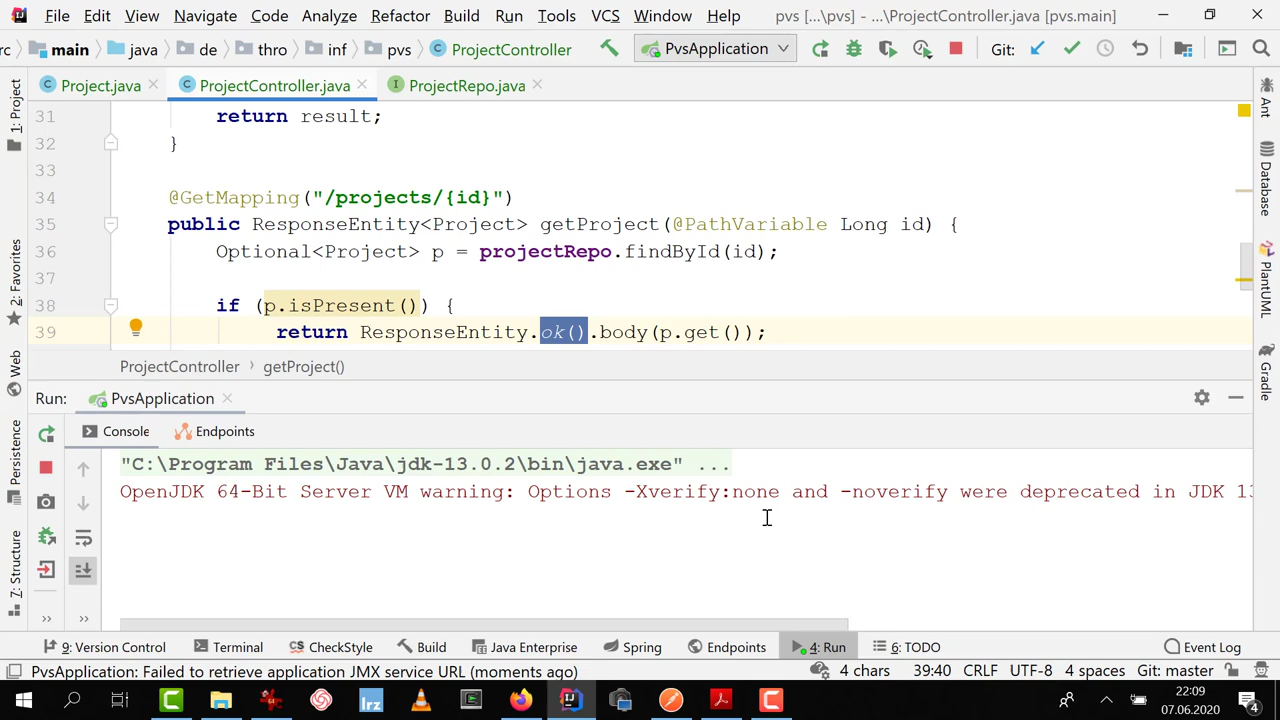 File Edit View Navigate Code Analyze Refactor Build Run Tools VCS Window Help pvs [...\pvs] - ...\ProjectController.java [pvs.main]
rc main java de thro inf pvs ProjectController PvsApplication Git:
Project.java ProjectController.java ProjectRepo.java
31 return result;
32 }
33
34 @GetMapping("/projects/{id}")
35 public ResponseEntity<Project> getProject(@PathVariable Long id) {
36 Optional<Project> p = projectRepo.findById(id);
37
38 if (p.isPresent()) {
39 return ResponseEntity.ok().body(p.get());
ProjectController getProject()
Run: PvsApplication
Console Endpoints
"C:\Program Files\Java\jdk-13.0.2\bin\java.exe" ...
OpenJDK 64-Bit Server VM warning: Options -Xverify:none and -noverify were deprecated in JDK 13
1: Project
2: Favorites
Web
Persistence
7: Structure
Ant
Database
PlantUML
Gradle
9: Version Control Terminal CheckStyle Build Java Enterprise Spring Endpoints 4: Run 6: TODO Event Log
PvsApplication: Failed to retrieve application JMX service URL (moments ago) 4 chars 39:40 CRLF UTF-8 4 spaces Git: master
lrz
22:09
07.06.2020
4